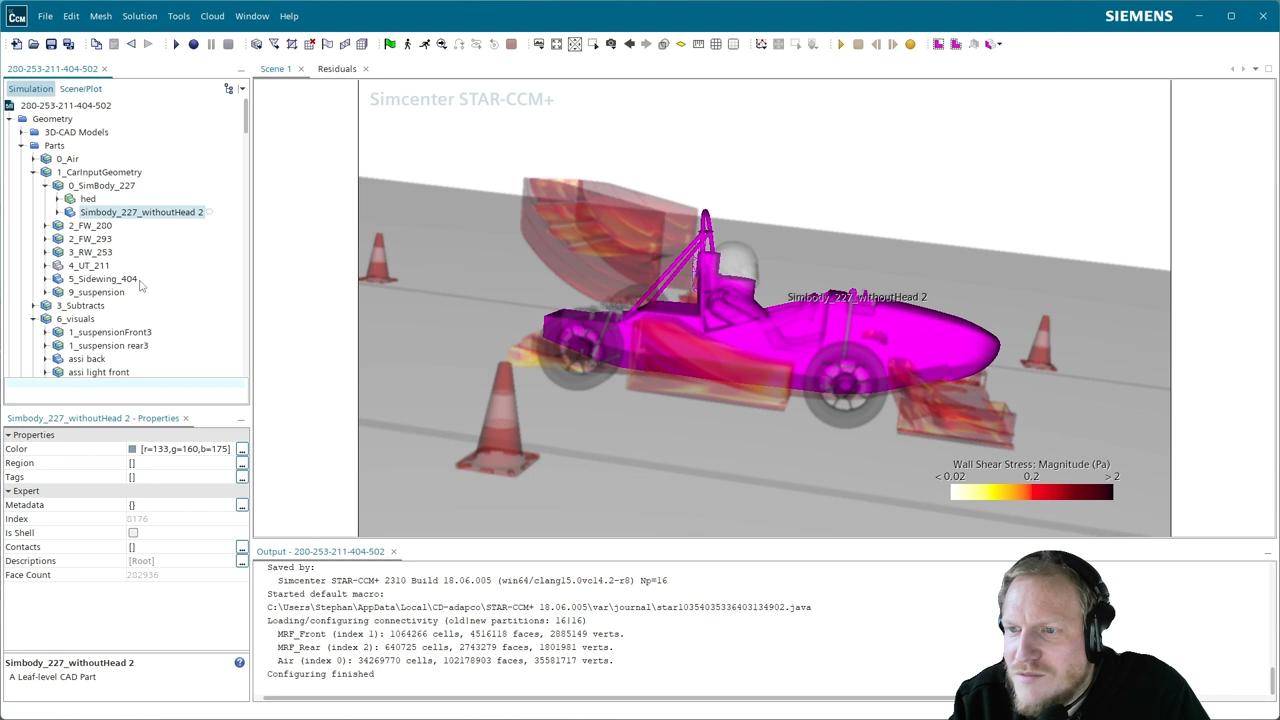 CCM File Edit Mesh Solution Tools Cloud Window Help SIEMENS
280-253-211-404-502
Scene 1 Residuals
Simulation Scene/Plot
280-253-211-404-502
Geometry
3D-CAD Models
Parts
0_Air
1_CarInputGeometry
0_SimBody_227
hed
Simbody_227_withoutHead 2
2_FW_280
2_FW_293
3_RW_253
4_UT_211
5_Sidewing_404
9_suspension
3_Subtracts
6_visuals
1_suspensionFront3
1_suspension rear3
assi back
assi light front
Simbody_227_withoutHead 2 - Properties
Properties
Color [r=133,g=160,b=175]
Region []
Tags []
Expert
Metadata {}
Index 8176
Is Shell
Contacts []
Descriptions [Root]
Face Count 282936
Simbody_227_withoutHead 2
A Leaf-level CAD Part
Simcenter STAR-CCM+
Simbody_227_withoutHead 2
Wall Shear Stress: Magnitude (Pa)
< 0.02 0.2 > 2
Output - 280-253-211-404-502
Saved by:
Simcenter STAR-CCM+ 2310 Build 18.06.005 (win64/clang15.0vc14.2-r8) Np=16
Started default macro:
C:\Users\Stephan\AppData\Local\CD-adapco\STAR-CCM+ 18.06.005\var\journal\star10354035336403134902.java
Loading/configuring connectivity (old|new partitions: 16|16)
MRF_Front (index 1): 1064266 cells, 4516118 faces, 2885149 verts.
MRF_Rear (index 2): 640725 cells, 2743279 faces, 1801981 verts.
Air (index 0): 34269770 cells, 102178903 faces, 35581717 verts.
Configuring finished